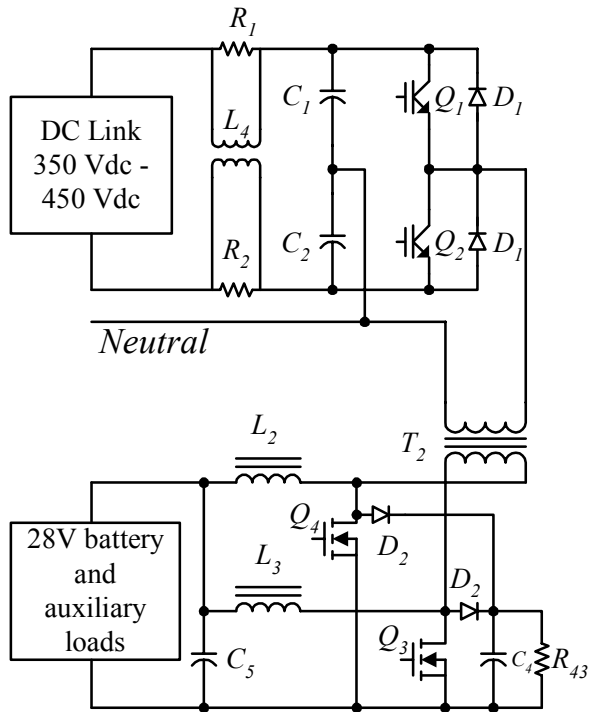 R1
DC Link
350 Vdc -
450 Vdc
L4
C1
Q1
D1
R2
C2
Q2
D1
Neutral
T2
L2
28V battery
and
auxiliary
loads
Q4
D2
L3
D2
Q3
C5
C4
R43